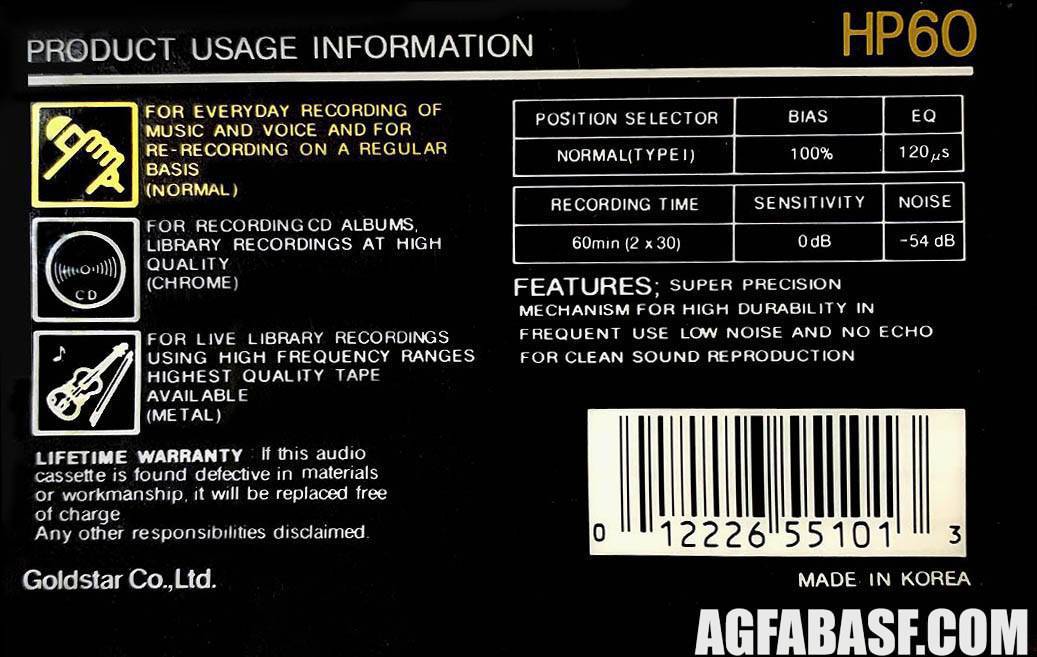 PRODUCT USAGE INFORMATION
HP60
FOR EVERYDAY RECORDING OF
MUSIC AND VOICE AND FOR
RE-RECORDING ON A REGULAR
BASIS
(NORMAL)
FOR RECORDING CD ALBUMS,
LIBRARY RECORDINGS AT HIGH
QUALITY
(CHROME)
CD
FOR LIVE LIBRARY RECORDINGS
USING HIGH FREQUENCY RANGES
HIGHEST QUALITY TAPE
AVAILABLE
(METAL)
LIFETIME WARRANTY : If this audio
cassette is found defective in materials
or workmanship, it will be replaced free
of charge
Any other responsibilities disclaimed.
Goldstar Co.,Ltd.
POSITION SELECTOR BIAS EQ
NORMAL(TYPE I) 100% 120µs
RECORDING TIME SENSITIVITY NOISE
60min (2 x 30) 0dB -54 dB
FEATURES; SUPER PRECISION
MECHANISM FOR HIGH DURABILITY IN
FREQUENT USE LOW NOISE AND NO ECHO
FOR CLEAN SOUND REPRODUCTION
0 12226 55101 3
MADE IN KOREA
AGFABASF.COM